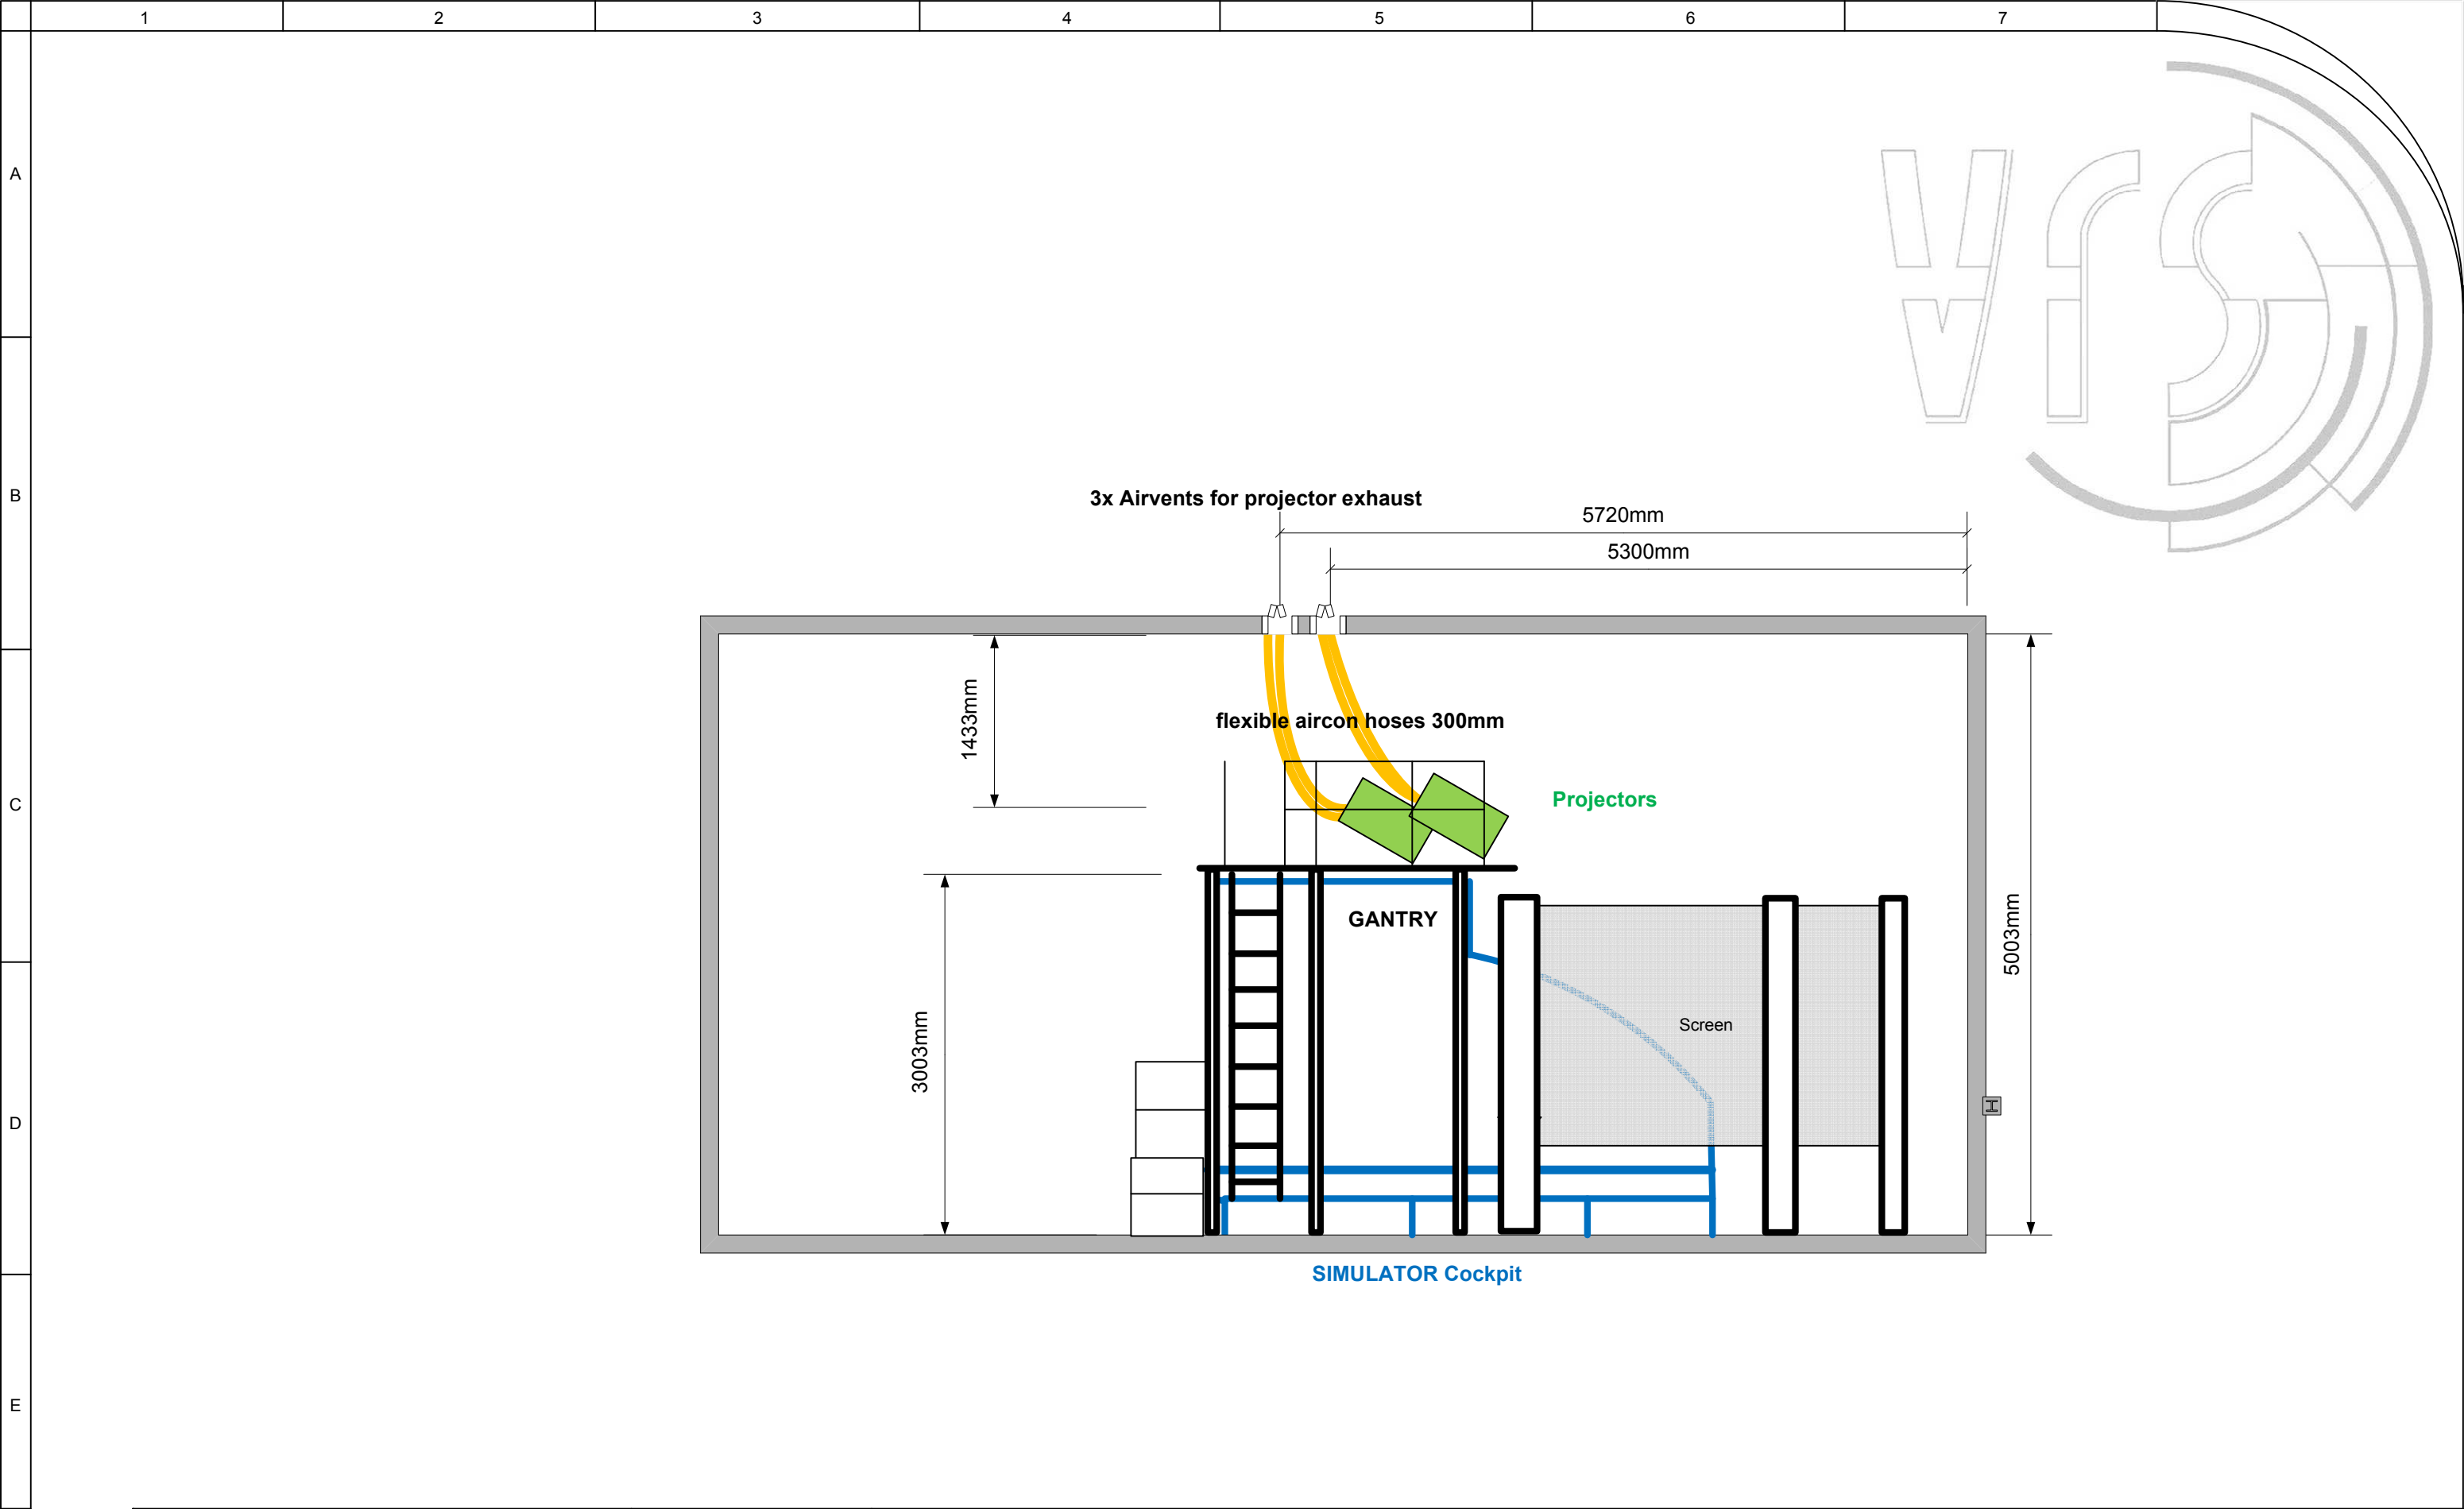 1 2 3 4 5 6 7
A
VfS
B
3x Airvents for projector exhaust
5720mm
5300mm
1433mm
flexible aircon hoses 300mm
C
Projectors
GANTRY
5003mm
Screen
3003mm
H
D
SIMULATOR Cockpit
E